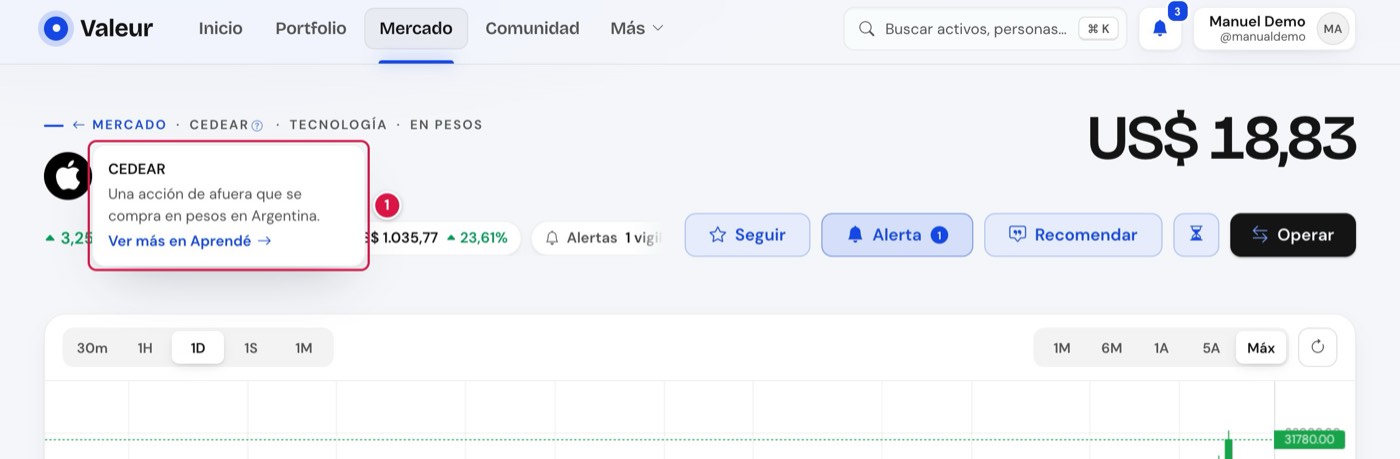 Valeur
Inicio
Portfolio
Mercado
Comunidad
Más
Buscar activos, personas...
⌘ K
3
Manuel Demo
@manualdemo
MA
← MERCADO · CEDEAR ? · TECNOLOGÍA · EN PESOS
US$ 18,83
CEDEAR
Una acción de afuera que se
compra en pesos en Argentina.
Ver más en Aprendé →
1
3,25
$ 1.035,77 23,61%
Alertas 1
Seguir
Alerta 1
Recomendar
Operar
30m 1H 1D 1S 1M
1M 6M 1A 5A Máx
31780.00